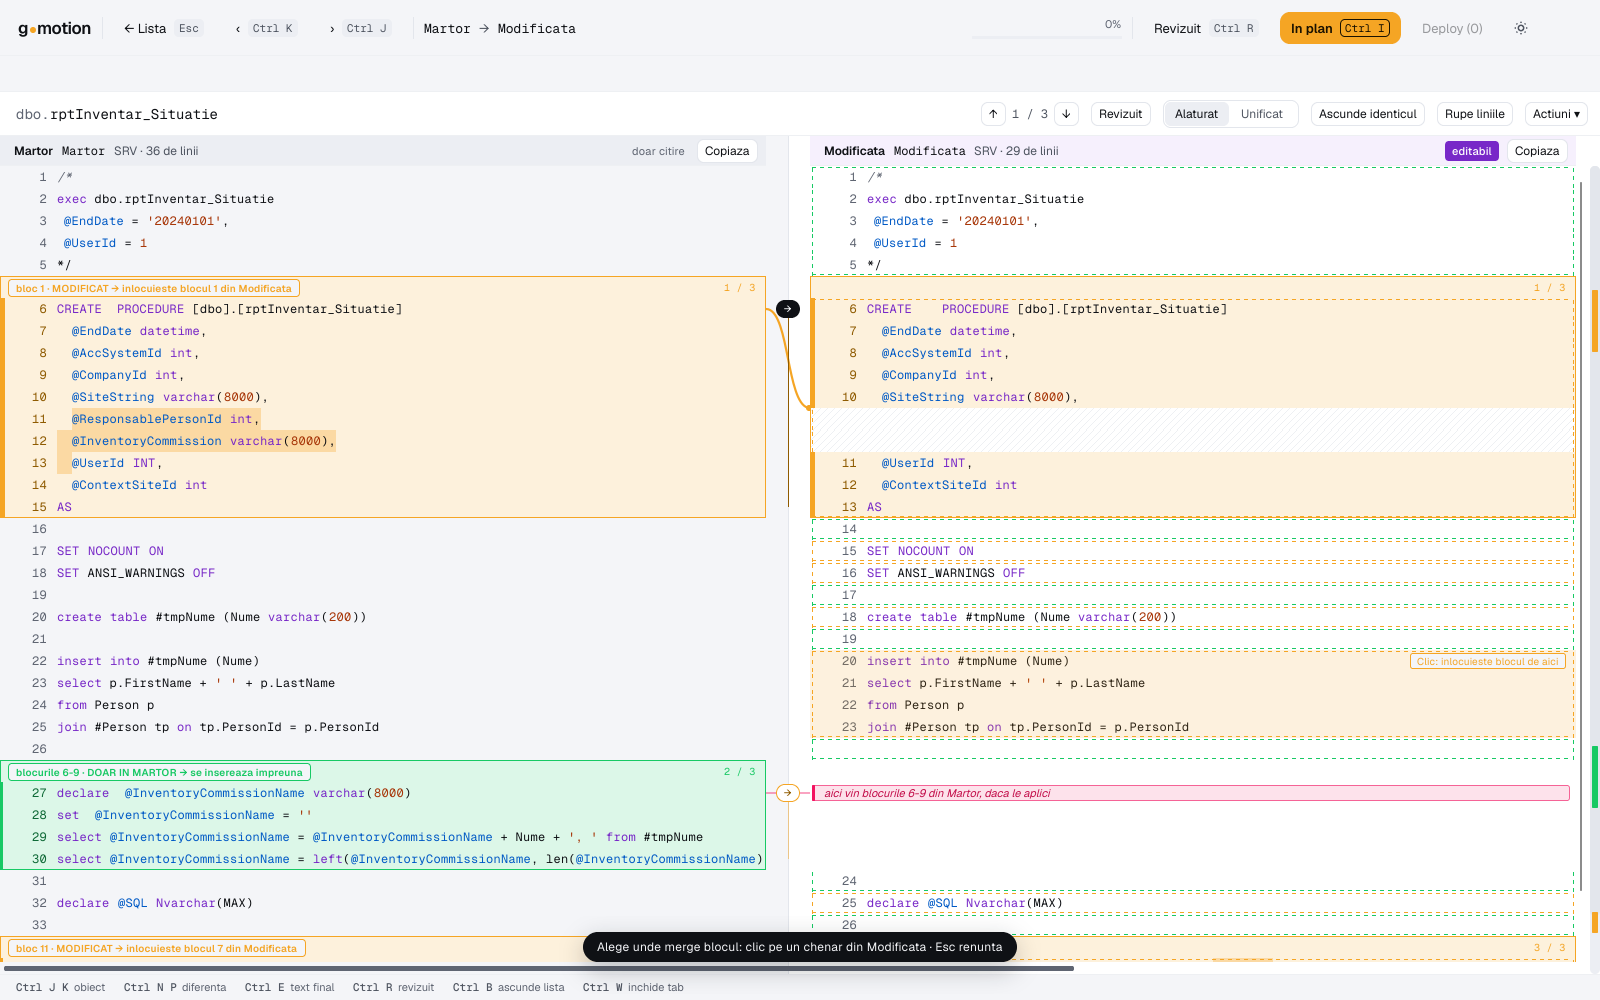 g•motion ← Lista Esc ‹ Ctrl K › Ctrl J Martor → Modificata 0% Revizuit Ctrl R In plan Ctrl I Deploy (0)
dbo.rptInventar_Situatie ↑ 1 / 3 ↓ Revizuit Alaturat Unificat Ascunde identicul Rupe liniile Actiuni ▾
Martor Martor SRV · 36 de linii doar citire Copiaza
1 /*
2 exec dbo.rptInventar_Situatie
3 @EndDate = '20240101',
4 @UserId = 1
5 */
bloc 1 · MODIFICAT → inlocuieste blocul 1 din Modificata 1 / 3
6 CREATE  PROCEDURE [dbo].[rptInventar_Situatie]
7 @EndDate datetime,
8 @AccSystemId int,
9 @CompanyId int,
10 @SiteString varchar(8000),
11 @ResponsablePersonId int,
12 @InventoryCommission varchar(8000),
13 @UserId INT,
14 @ContextSiteId int
15 AS
16
17 SET NOCOUNT ON
18 SET ANSI_WARNINGS OFF
19
20 create table #tmpNume (Nume varchar(200))
21
22 insert into #tmpNume (Nume)
23 select p.FirstName + ' ' + p.LastName
24 from Person p
25 join #Person tp on tp.PersonId = p.PersonId
26
blocurile 6-9 · DOAR IN MARTOR → se insereaza impreuna 2 / 3
27 declare  @InventoryCommissionName varchar(8000)
28 set  @InventoryCommissionName = ''
29 select @InventoryCommissionName = @InventoryCommissionName + Nume + ', ' from #tmpNume
30 select @InventoryCommissionName = left(@InventoryCommissionName, len(@InventoryCommissionName)
31
32 declare @SQL Nvarchar(MAX)
33
bloc 11 · MODIFICAT → inlocuieste blocul 7 din Modificata
→
→
Modificata Modificata SRV · 29 de linii editabil Copiaza
1 /*
2 exec dbo.rptInventar_Situatie
3 @EndDate = '20240101',
4 @UserId = 1
5 */
1 / 3
6 CREATE    PROCEDURE [dbo].[rptInventar_Situatie]
7 @EndDate datetime,
8 @AccSystemId int,
9 @CompanyId int,
10 @SiteString varchar(8000),
11 @UserId INT,
12 @ContextSiteId int
13 AS
14
15 SET NOCOUNT ON
16 SET ANSI_WARNINGS OFF
17
18 create table #tmpNume (Nume varchar(200))
19
20 insert into #tmpNume (Nume) Clic: inlocuieste blocul de aici
21 select p.FirstName + ' ' + p.LastName
22 from Person p
23 join #Person tp on tp.PersonId = p.PersonId
aici vin blocurile 6-9 din Martor, daca le aplici
24
25 declare @SQL Nvarchar(MAX)
26
3 / 3
Alege unde merge blocul: clic pe un chenar din Modificata · Esc renunta
Ctrl J K obiect Ctrl N P diferenta Ctrl E text final Ctrl R revizuit Ctrl B ascunde lista Ctrl W inchide tab